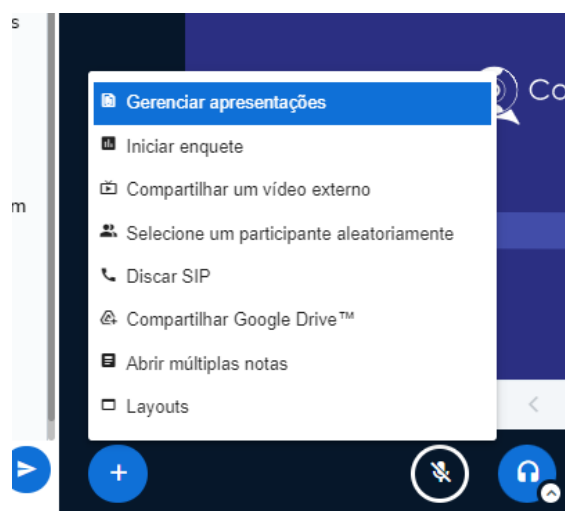 s
m
Co
Gerenciar apresentações
Iniciar enquete
Compartilhar um vídeo externo
Selecione um participante aleatoriamente
Discar SIP
Compartilhar Google Drive™
Abrir múltiplas notas
Layouts